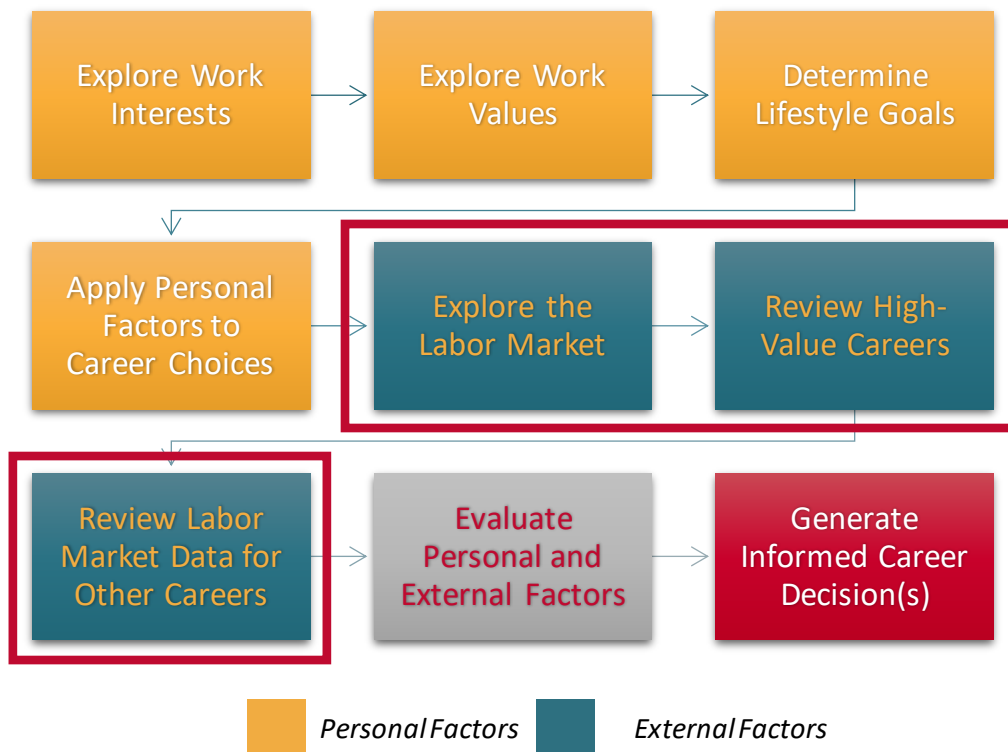 Explore Work
Interests
Explore Work
Values
Determine
Lifestyle Goals
Apply Personal
Factors to
Career Choices
Explore the
Labor Market
Review High-
Value Careers
Review Labor
Market Data for
Other Careers
Evaluate
Personal and
External Factors
Generate
Informed Career
Decision(s)
Personal Factors
External Factors